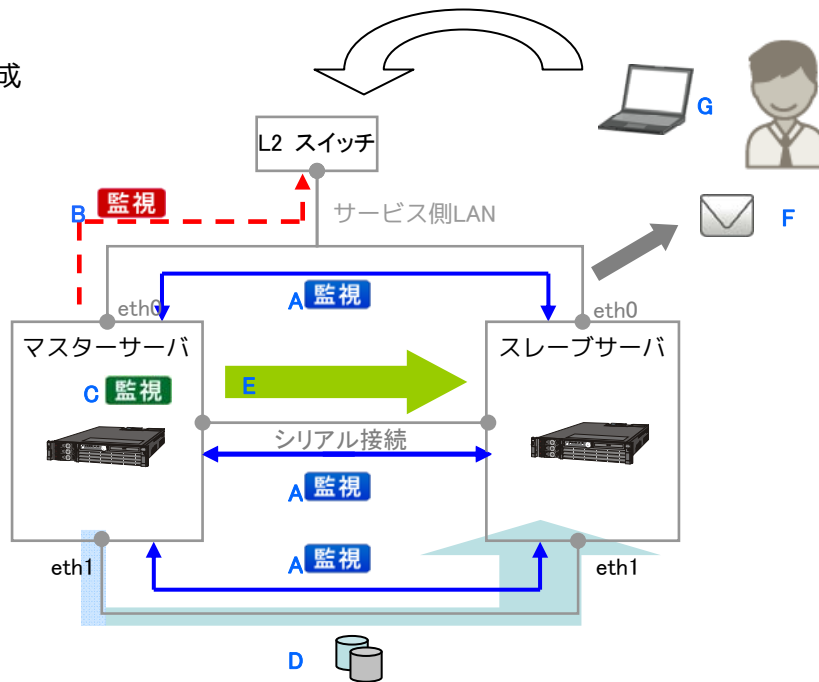 成
G
L2 スイッチ
B 監視
サービス側LAN
F
A 監視
eth0
eth0
マスターサーバ
スレーブサーバ
C 監視
E
シリアル接続
A 監視
A 監視
eth1
eth1
D